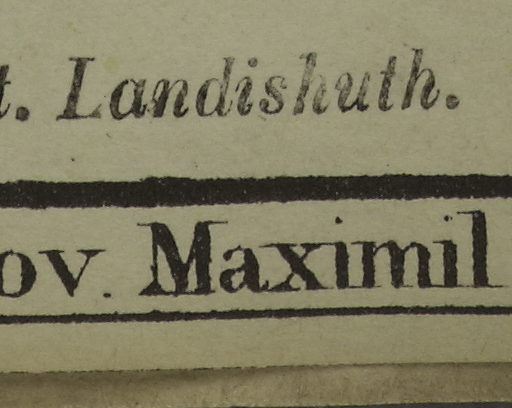 t. Landishuth.
ov. Maximil